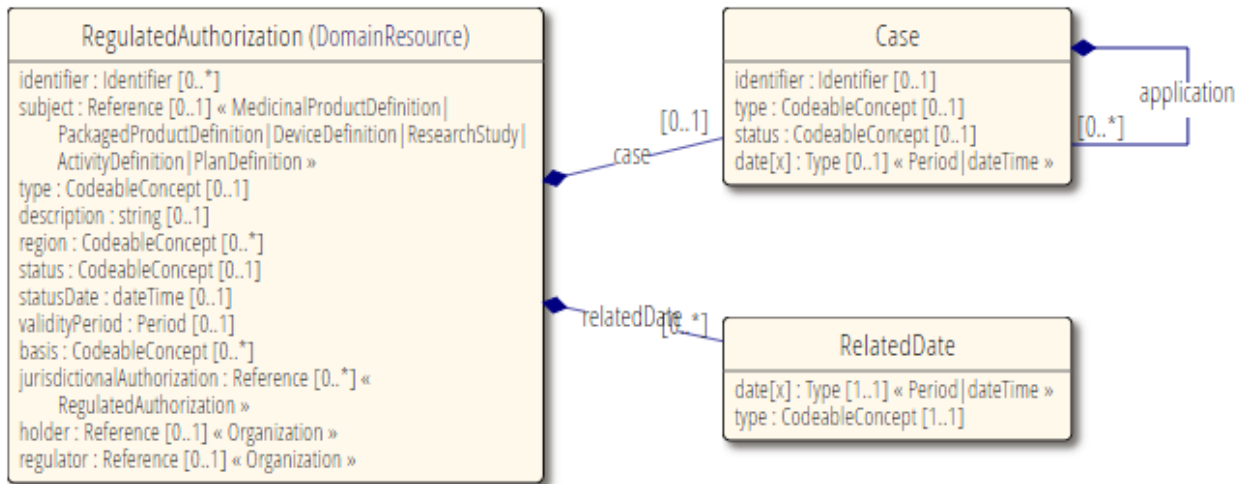 RegulatedAuthorization (DomainResource)
identifier : Identifier [0..*]
subject : Reference [0..1] « MedicinalProductDefinition|
PackagedProductDefinition|DeviceDefinition|ResearchStudy|
ActivityDefinition|PlanDefinition »
type : CodeableConcept [0..1]
description : string [0..1]
region : CodeableConcept [0..*]
status : CodeableConcept [0..1]
statusDate : dateTime [0..1]
validityPeriod : Period [0..1]
basis : CodeableConcept [0..*]
jurisdictionalAuthorization : Reference [0..*] «
RegulatedAuthorization »
holder : Reference [0..1] « Organization »
regulator : Reference [0..1] « Organization »
[0..1]
case
Case
identifier : Identifier [0..1]
type : CodeableConcept [0..1]
status : CodeableConcept [0..1]
date[x] : Type [0..1] « Period|dateTime »
application
[0..*]
relatedDate
[0..*]
RelatedDate
date[x] : Type [1..1] « Period|dateTime »
type : CodeableConcept [1..1]